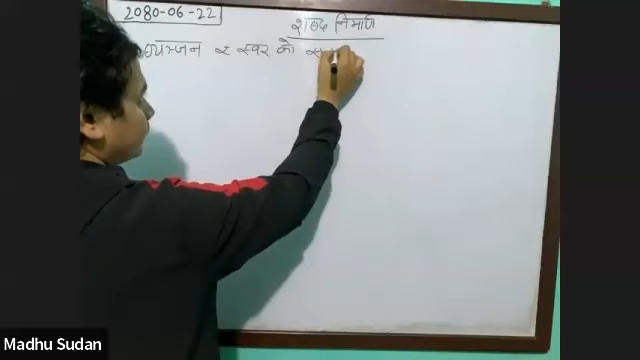 2080-06-22
शब्द निर्माण
व्यञ्जन र स्वर को
Madhu Sudan